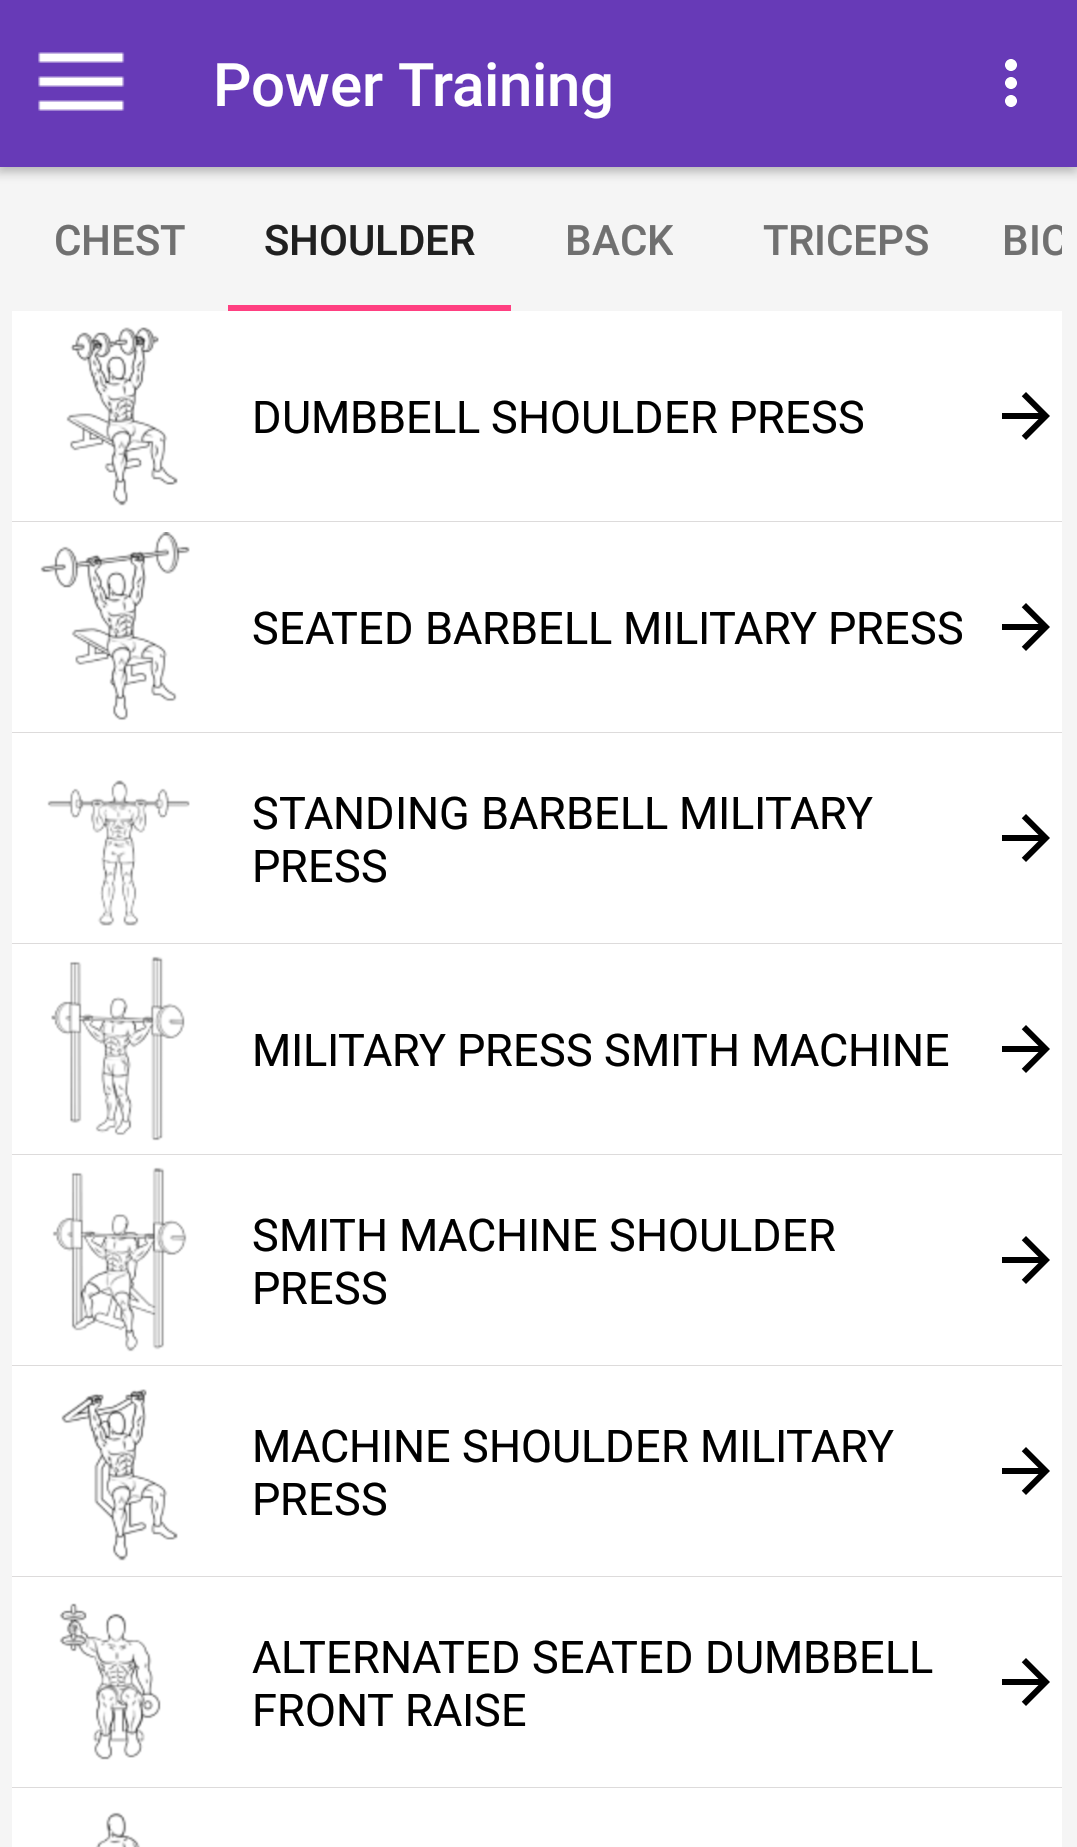 Power Training
CHEST SHOULDER BACK TRICEPS BIC
DUMBBELL SHOULDER PRESS
SEATED BARBELL MILITARY PRESS
STANDING BARBELL MILITARY
PRESS
MILITARY PRESS SMITH MACHINE
SMITH MACHINE SHOULDER
PRESS
MACHINE SHOULDER MILITARY
PRESS
ALTERNATED SEATED DUMBBELL
FRONT RAISE